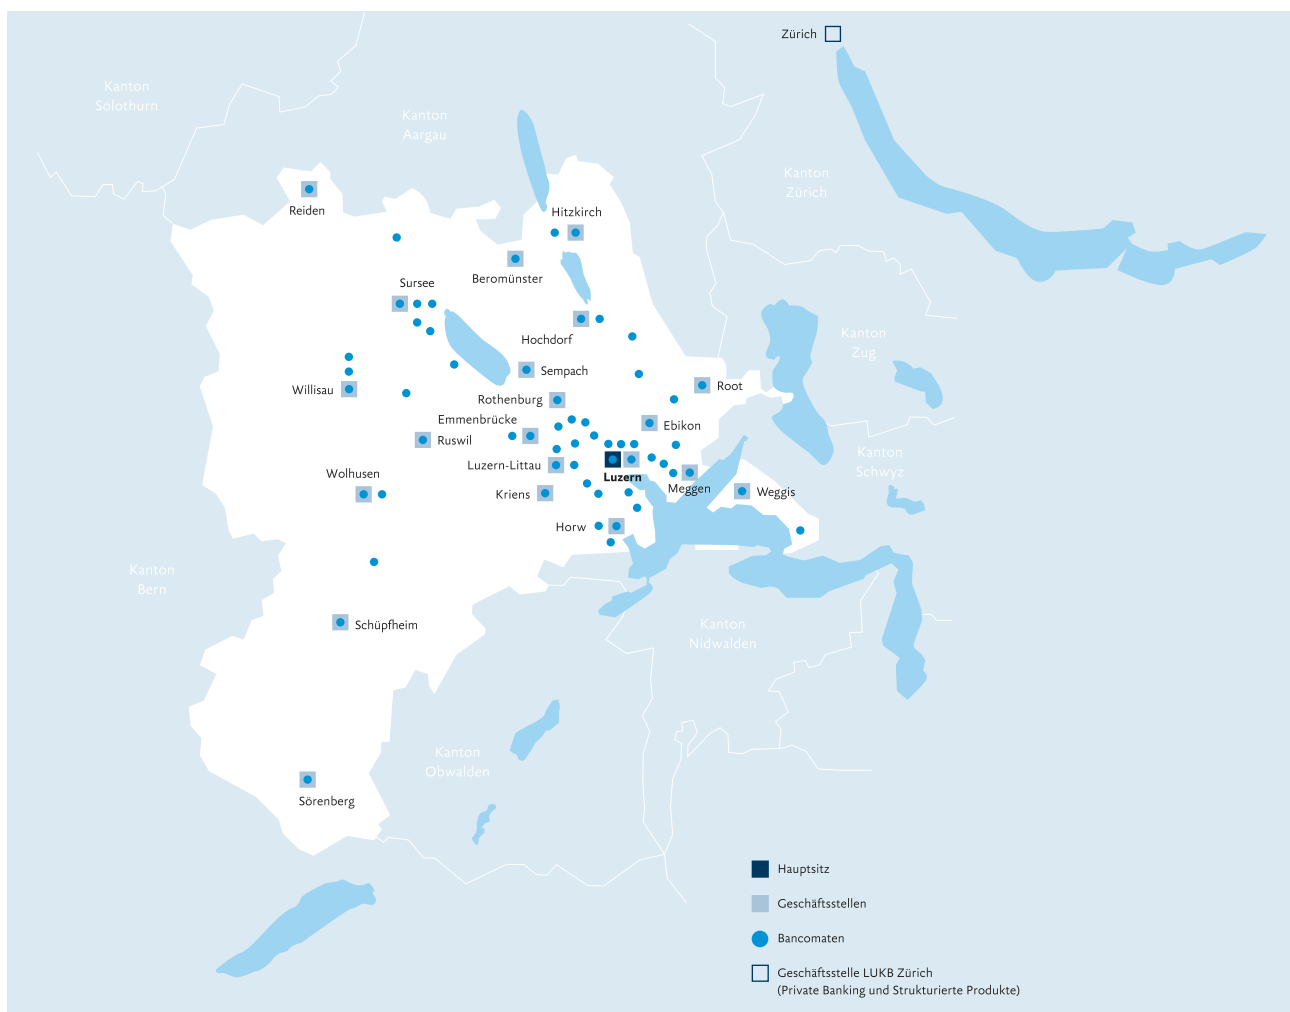 Zürich
Kanton
Solothurn
Kanton
Aargau
Kanton
Zürich
Reiden
Hitzkirch
Beromünster
Sursee
Hochdorf
Kanton
Zug
Sempach
Willisau
Root
Rothenburg
Emmenbrücke
Ebikon
Ruswil
Luzern-Littau
Kanton
Schwyz
Wolhusen
Luzern
Meggen
Weggis
Kriens
Horw
Kanton
Bern
Schüpfheim
Kanton
Nidwalden
Kanton
Obwalden
Sörenberg
Hauptsitz
Geschäftsstellen
Bancomaten
Geschäftsstelle LUKB Zürich
(Private Banking und Strukturierte Produkte)